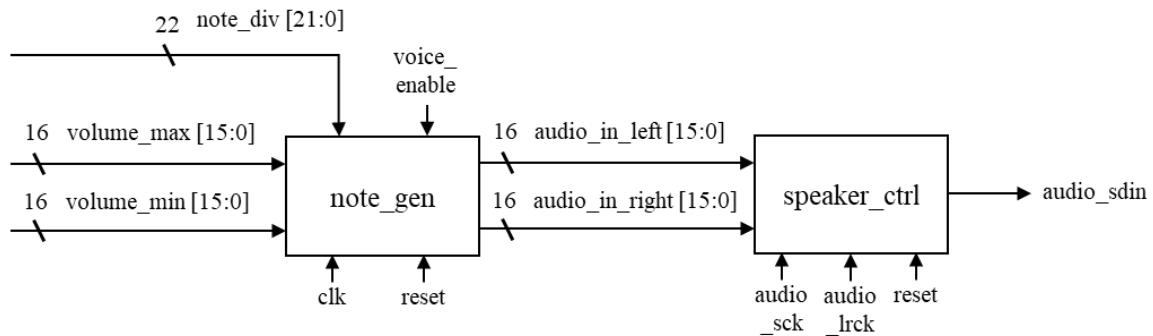 22 note_div [21:0]
voice_
enable
16 volume_max [15:0]
16 audio_in_left [15:0]
note_gen
speaker_ctrl
audio_sdin
16 volume_min [15:0]
16 audio_in_right [15:0]
clk
reset
audio
_sck
audio
_lrck
reset